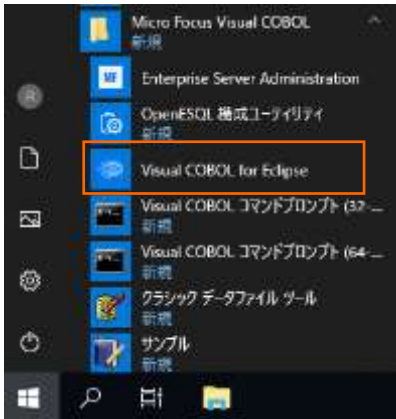 Micro Focus Visual COBOL
新規
Enterprise Server Administration
OpenESQL 構成ユーティリティ
新規
Visual COBOL for Eclipse
Visual COBOL コマンドプロンプト (32-...
新規
Visual COBOL コマンドプロンプト (64-...
新規
クラシック データファイル ツール
新規
サンプル
新規